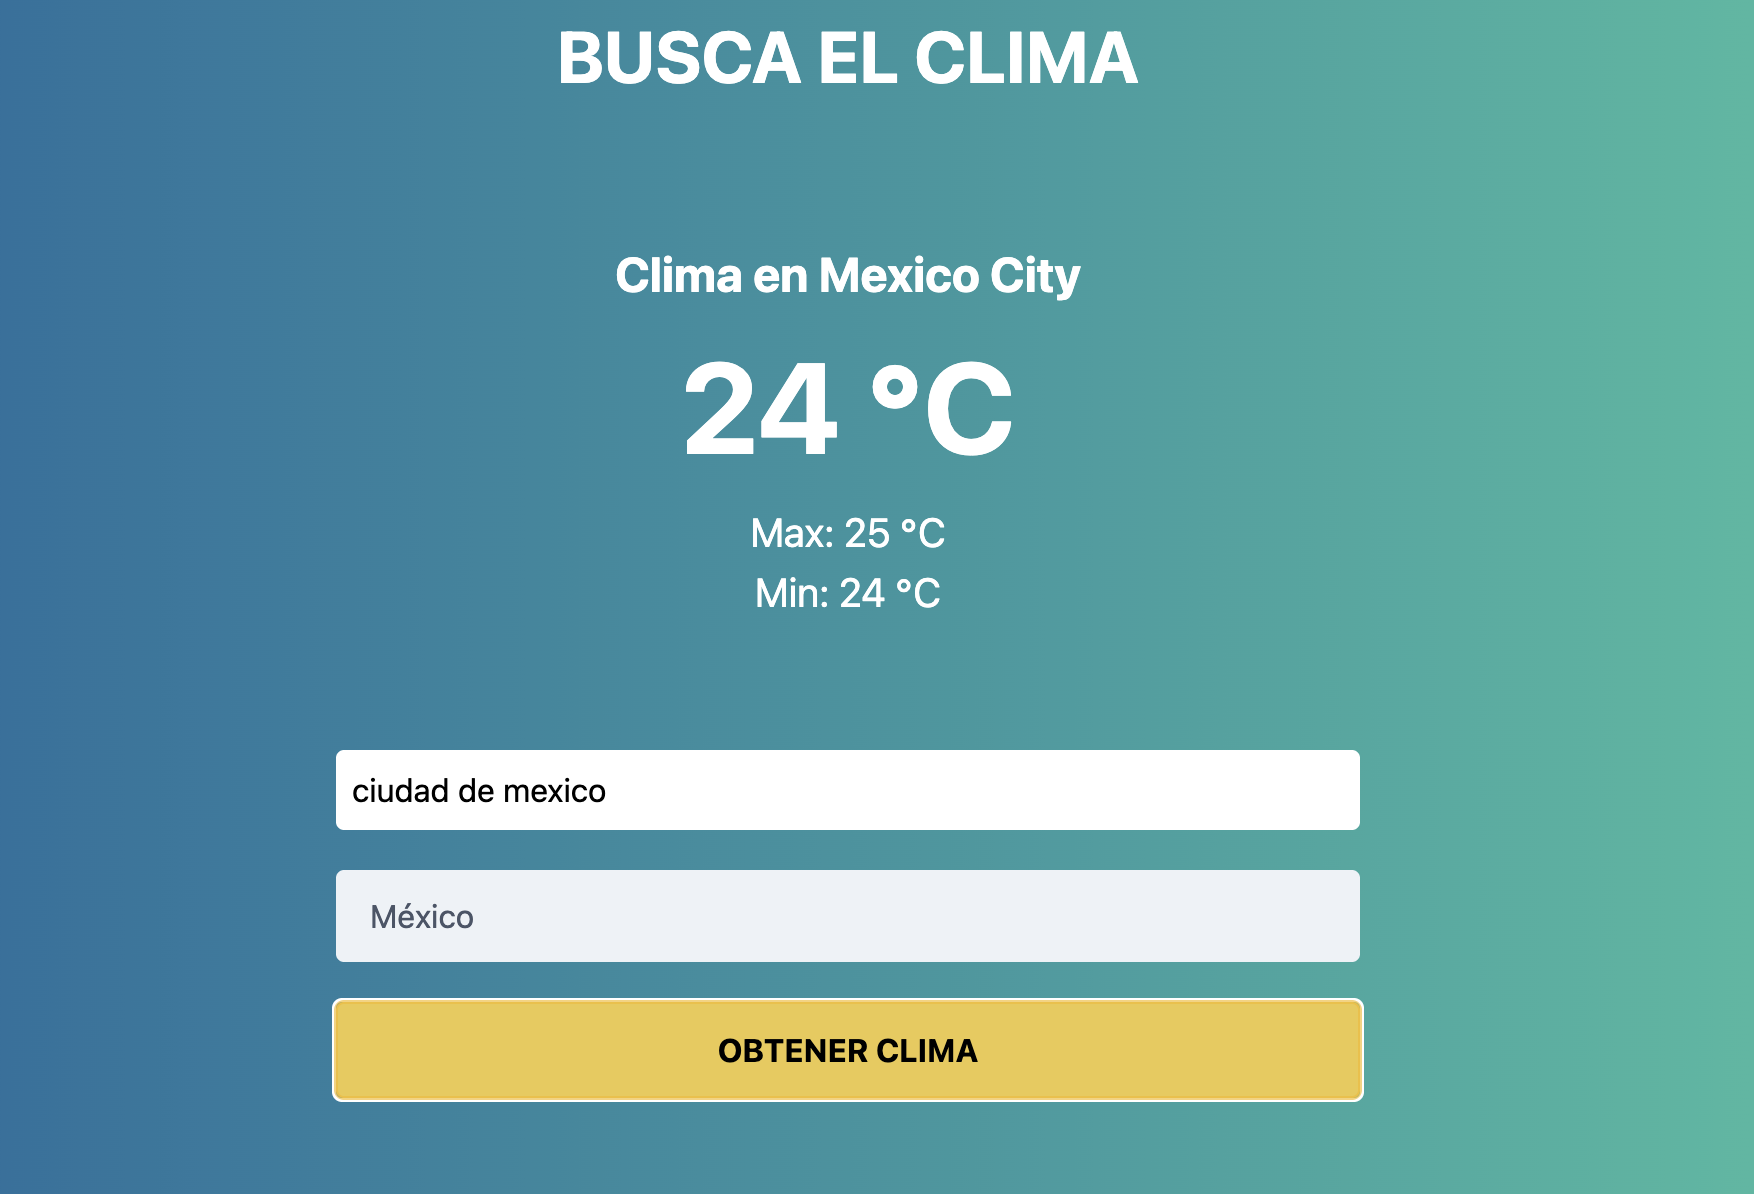 BUSCA EL CLIMA
Clima en Mexico City
24 °C
Max: 25 °C
Min: 24 °C
ciudad de mexico
México
OBTENER CLIMA